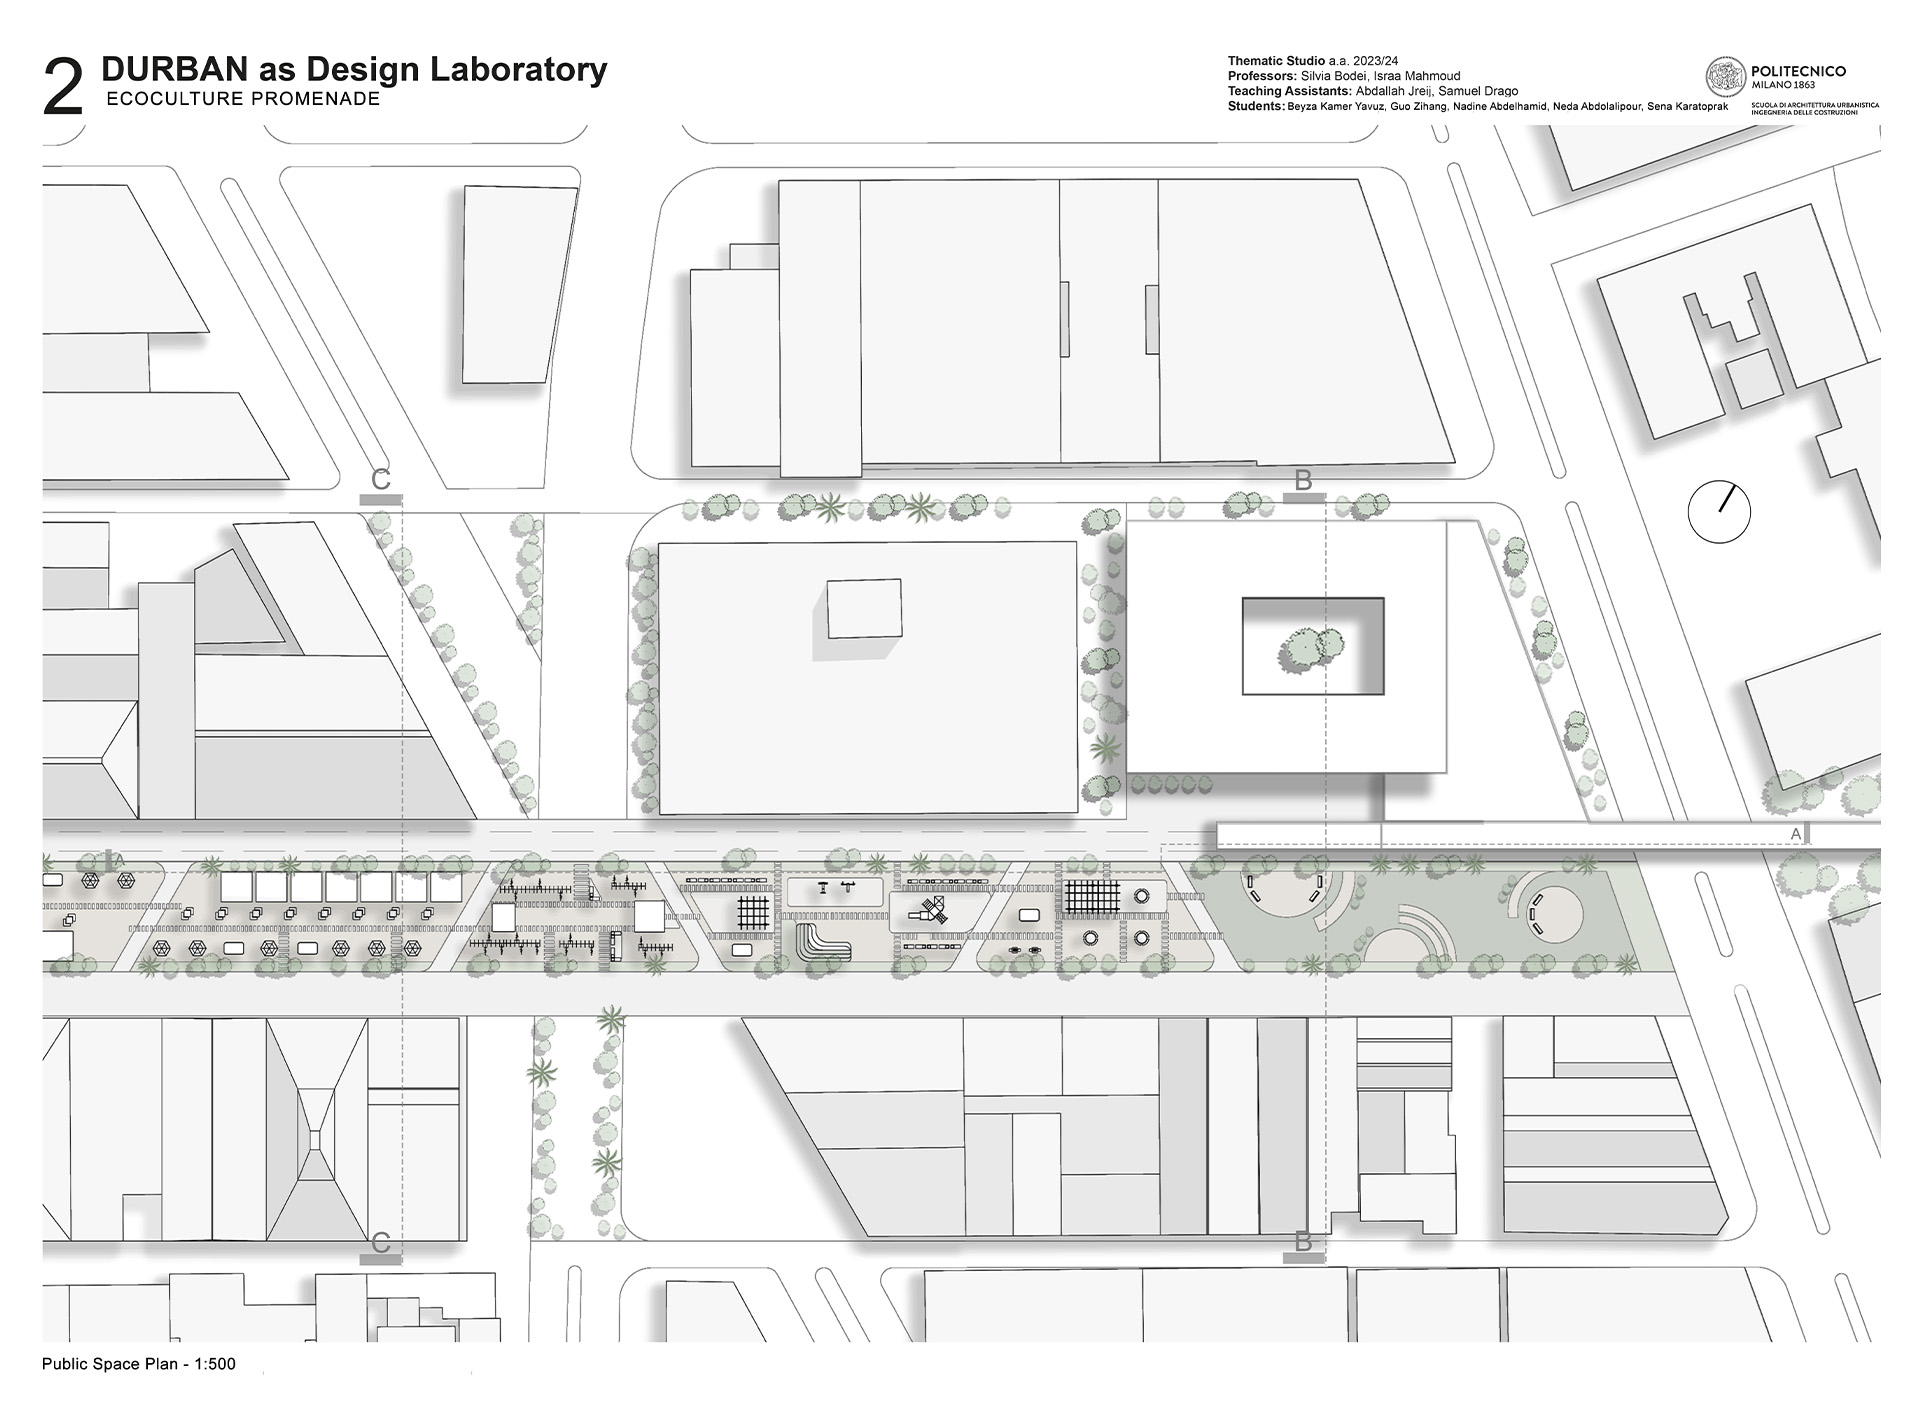 2
DURBAN as Design Laboratory
ECOCULTURE PROMENADE
Thematic Studio a.a. 2023/24
Professors: Silvia Bodei, Israa Mahmoud
Teaching Assistants: Abdallah Jreij, Samuel Drago
Students: Beyza Kamer Yavuz, Guo Zihang, Nadine Abdelhamid, Neda Abdolalipour, Sena Karatoprak
POLITECNICO
MILANO 1863
SCUOLA DI ARCHITETTURA URBANISTICA
INGEGNERIA DELLE COSTRUZIONI
C
B
A
A
C
B
Public Space Plan - 1:500